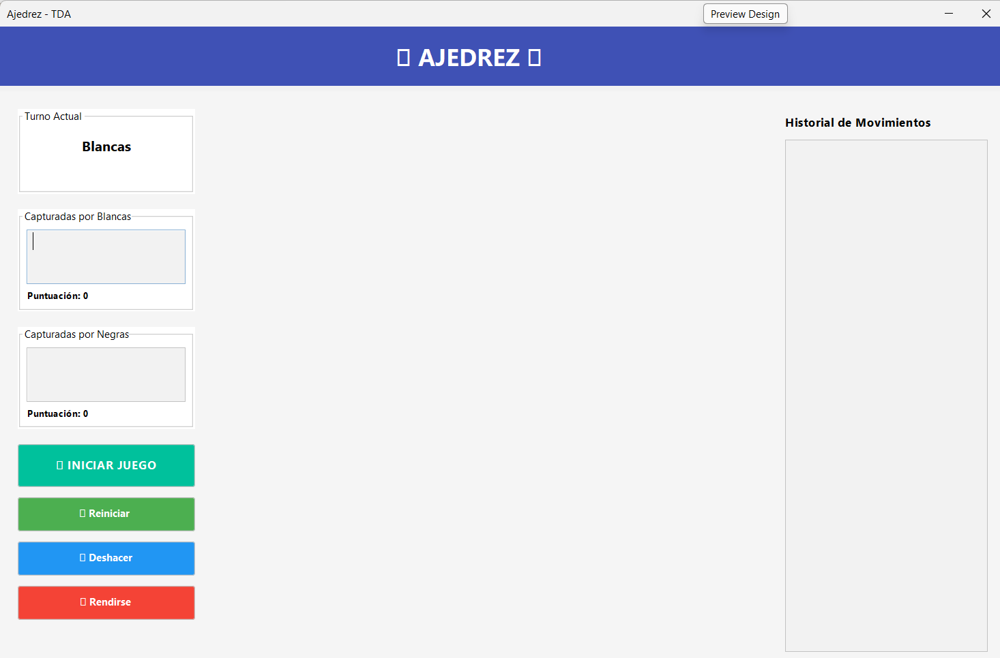 Ajedrez - TDA
Preview Design
▯ AJEDREZ ▯
Turno Actual
Blancas
Capturadas por Blancas
Puntuación: 0
Capturadas por Negras
Puntuación: 0
▯ INICIAR JUEGO
▯ Reiniciar
▯ Deshacer
▯ Rendirse
Historial de Movimientos